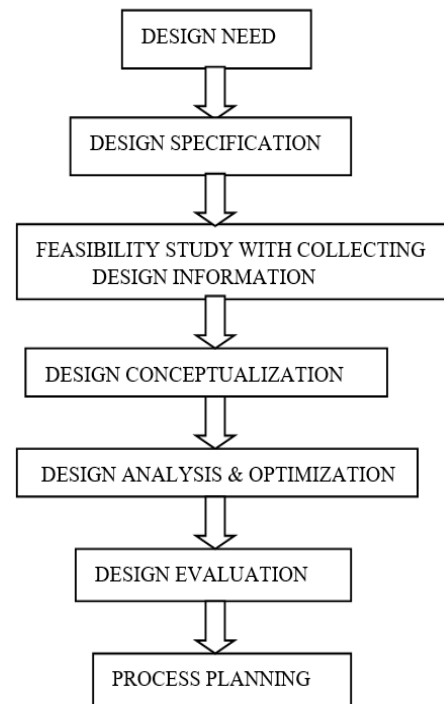 DESIGN NEED
DESIGN SPECIFICATION
FEASIBILITY STUDY WITH COLLECTING
DESIGN INFORMATION
DESIGN CONCEPTUALIZATION
DESIGN ANALYSIS & OPTIMIZATION
DESIGN EVALUATION
PROCESS PLANNING